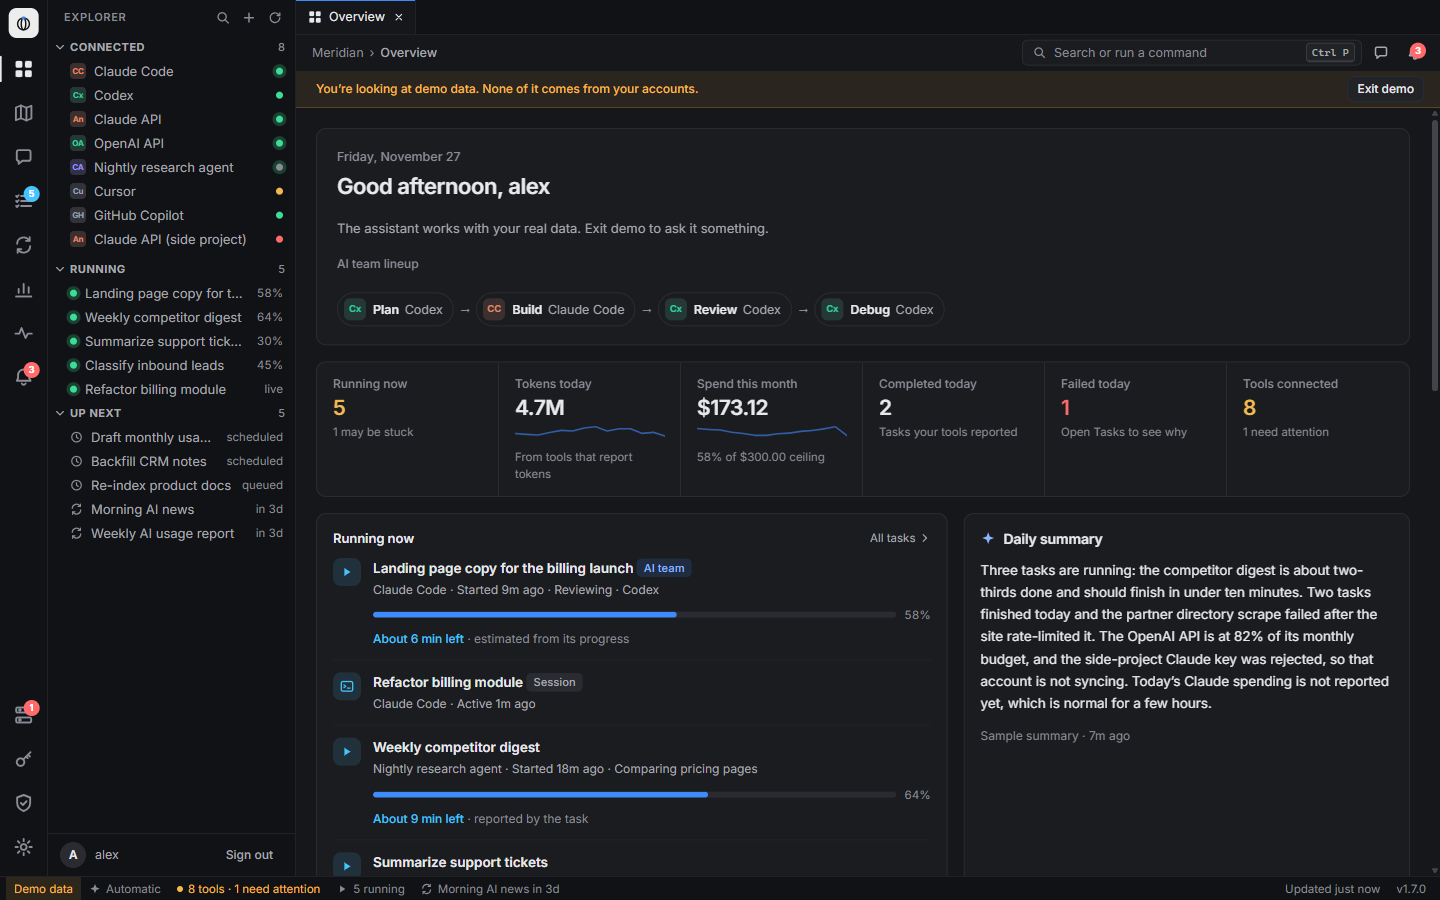 EXPLORER
CONNECTED 8
CC Claude Code
Cx Codex
An Claude API
OA OpenAI API
CA Nightly research agent
Cu Cursor
GH GitHub Copilot
An Claude API (side project)
RUNNING 5
Landing page copy for t... 58%
Weekly competitor digest 64%
Summarize support tick... 30%
Classify inbound leads 45%
Refactor billing module live
UP NEXT 5
Draft monthly usa... scheduled
Backfill CRM notes scheduled
Re-index product docs queued
Morning AI news in 3d
Weekly AI usage report in 3d
5
3
1
A alex Sign out
Overview
Meridian › Overview
Search or run a command Ctrl P
3
You're looking at demo data. None of it comes from your accounts. Exit demo
Friday, November 27
Good afternoon, alex
The assistant works with your real data. Exit demo to ask it something.
AI team lineup
Cx Plan Codex → CC Build Claude Code → Cx Review Codex → Cx Debug Codex
Running now
5
1 may be stuck
Tokens today
4.7M
From tools that report
tokens
Spend this month
$173.12
58% of $300.00 ceiling
Completed today
2
Tasks your tools reported
Failed today
1
Open Tasks to see why
Tools connected
8
1 need attention
Running now All tasks
Landing page copy for the billing launch AI team
Claude Code · Started 9m ago · Reviewing · Codex
58%
About 6 min left · estimated from its progress
Refactor billing module Session
Claude Code · Active 1m ago
Weekly competitor digest
Nightly research agent · Started 18m ago · Comparing pricing pages
64%
About 9 min left · reported by the task
Summarize support tickets
Daily summary
Three tasks are running: the competitor digest is about two-
thirds done and should finish in under ten minutes. Two tasks
finished today and the partner directory scrape failed after the
site rate-limited it. The OpenAI API is at 82% of its monthly
budget, and the side-project Claude key was rejected, so that
account is not syncing. Today's Claude spending is not reported
yet, which is normal for a few hours.
Sample summary · 7m ago
Demo data Automatic 8 tools · 1 need attention 5 running Morning AI news in 3d Updated just now v1.7.0